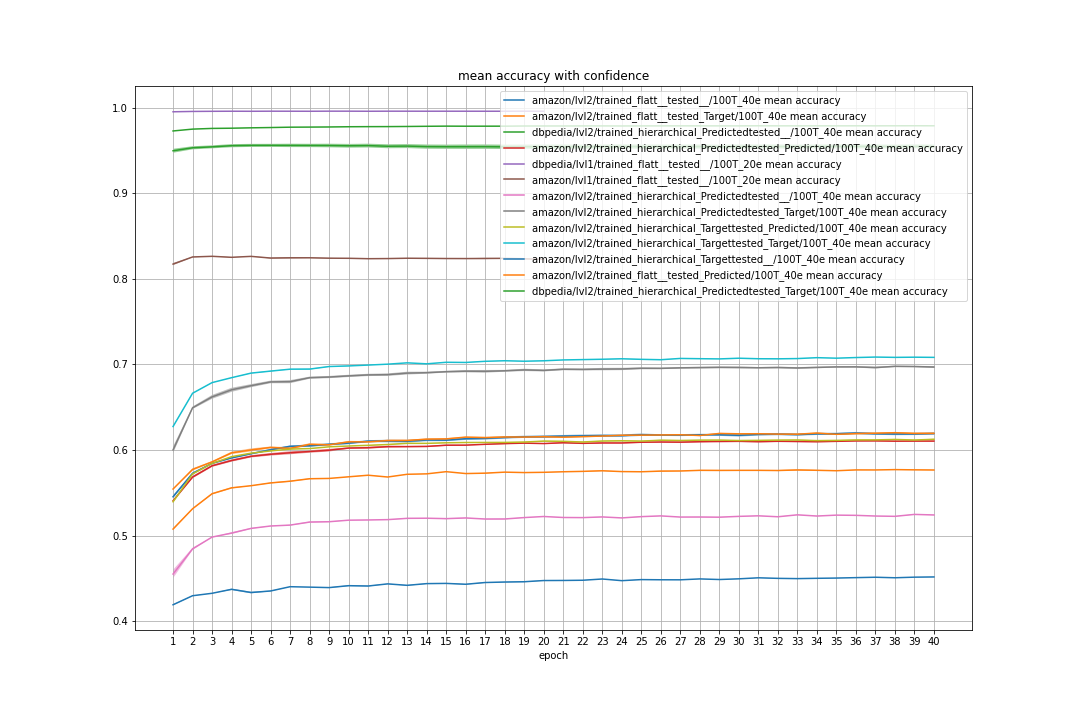 mean accuracy with confidence
1.0
0.9
0.8
0.7
0.6
0.5
0.4
amazon/lvl2/trained_flatt__tested__/100T_40e mean accuracy
amazon/lvl2/trained_flatt__tested_Target/100T_40e mean accuracy
dbpedia/lvl2/trained_hierarchical_Predictedtested__/100T_40e mean accuracy
amazon/lvl2/trained_hierarchical_Predictedtested_Predicted/100T_40e mean accuracy
dbpedia/lvl1/trained_flatt__tested__/100T_20e mean accuracy
amazon/lvl1/trained_flatt__tested__/100T_20e mean accuracy
amazon/lvl2/trained_hierarchical_Predictedtested__/100T_40e mean accuracy
amazon/lvl2/trained_hierarchical_Predictedtested_Target/100T_40e mean accuracy
amazon/lvl2/trained_hierarchical_Targettested_Predicted/100T_40e mean accuracy
amazon/lvl2/trained_hierarchical_Targettested_Target/100T_40e mean accuracy
amazon/lvl2/trained_hierarchical_Targettested__/100T_40e mean accuracy
amazon/lvl2/trained_flatt__tested_Predicted/100T_40e mean accuracy
dbpedia/lvl2/trained_hierarchical_Predictedtested_Target/100T_40e mean accuracy
1 2 3 4 5 6 7 8 9 10 11 12 13 14 15 16 17 18 19 20 21 22 23 24 25 26 27 28 29 30 31 32 33 34 35 36 37 38 39 40
epoch